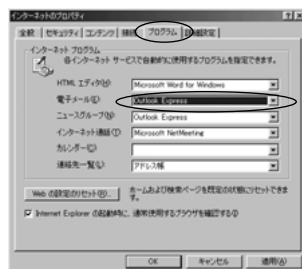 インターネットのプロパティ
全般 セキュリティ コンテンツ 接続 プログラム 詳細設定
インターネット プログラム
各インターネット サービスで自動的に使用するプログラムを指定できます。
HTML エディタ(H): Microsoft Word for Windows
電子メール(E): Outlook Express
ニュースグループ(N): Outlook Express
インターネット通話(T): Microsoft NetMeeting
カレンダー(C):
連絡先一覧(L): アドレス帳
Web の設定のリセット(R)... ホームおよび検索ページを既定の状態にリセットできます。
Internet Explorer の起動時に、通常使用するブラウザを確認する(I)
OK キャンセル 適用(A)